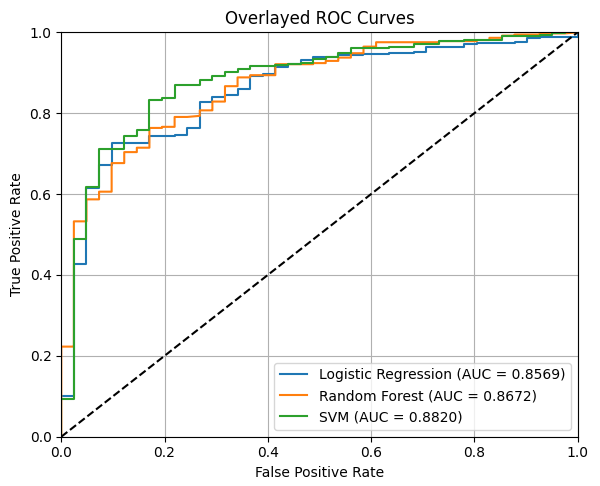 Overlayed ROC Curves
1.0
0.8
0.6
0.4
0.2
0.0
True Positive Rate
Logistic Regression (AUC = 0.8569)
Random Forest (AUC = 0.8672)
SVM (AUC = 0.8820)
0.0 0.2 0.4 0.6 0.8 1.0
False Positive Rate